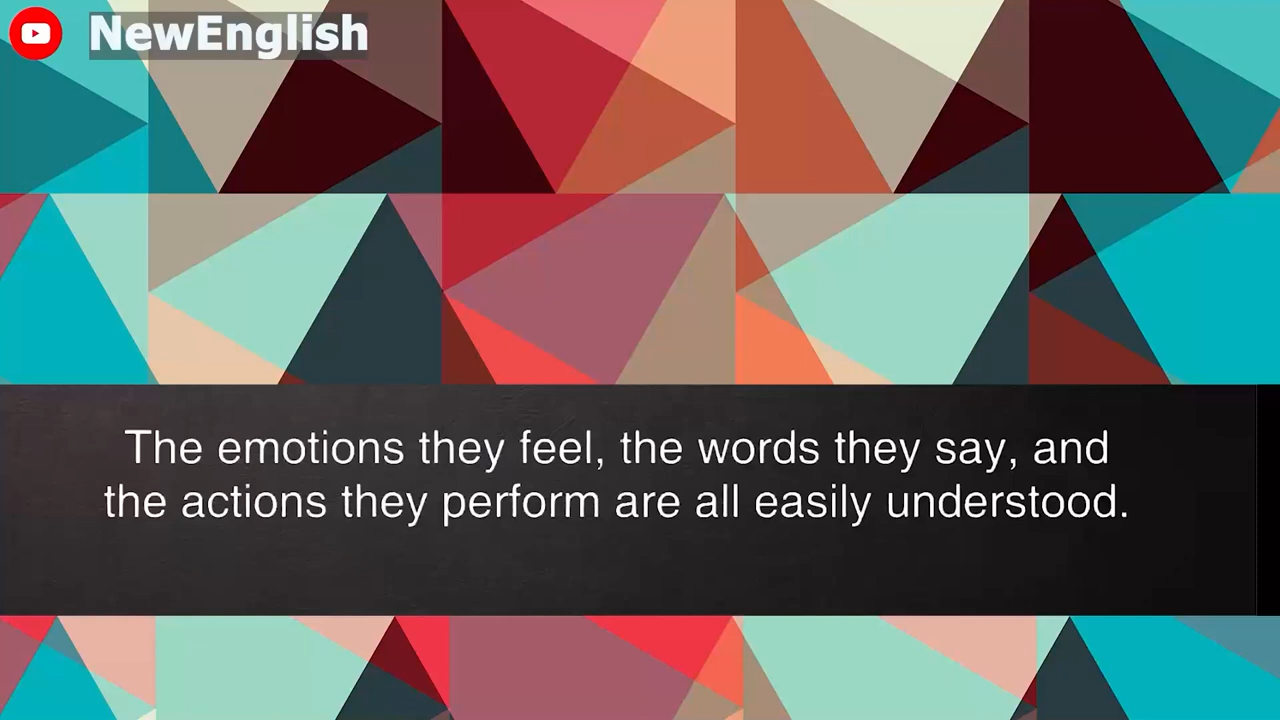 NewEnglish
The emotions they feel, the words they say, and
the actions they perform are all easily understood.